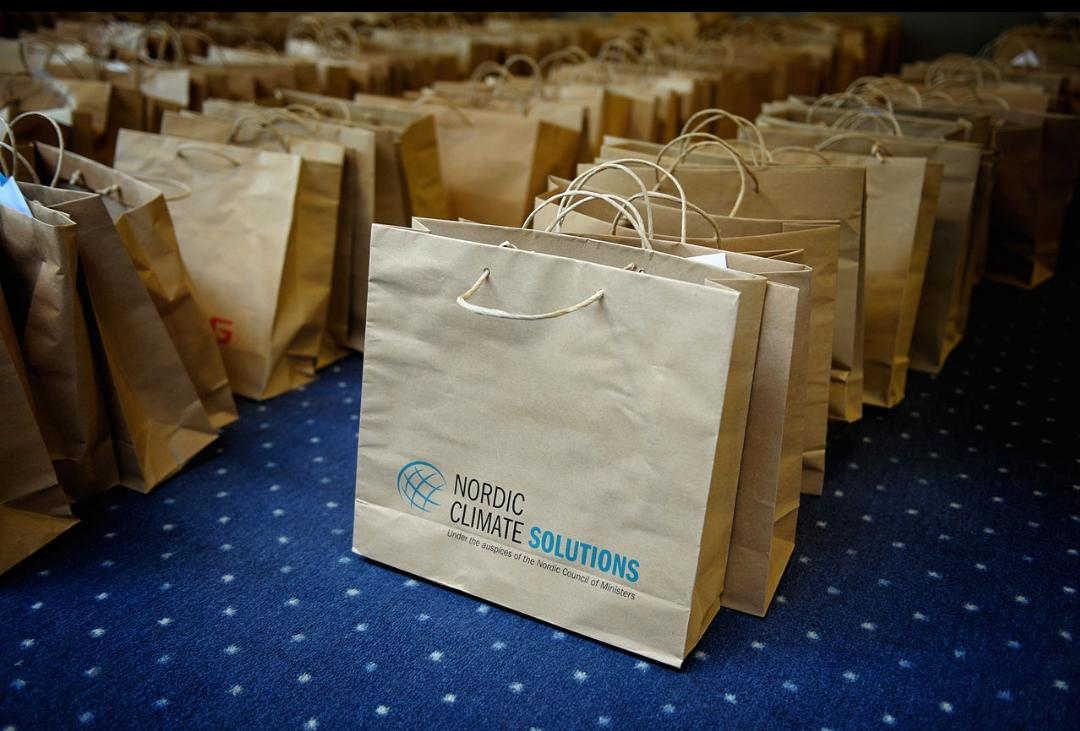 NORDIC
CLIMATE SOLUTIONS
Under the auspices of the Nordic Council of Ministers
G